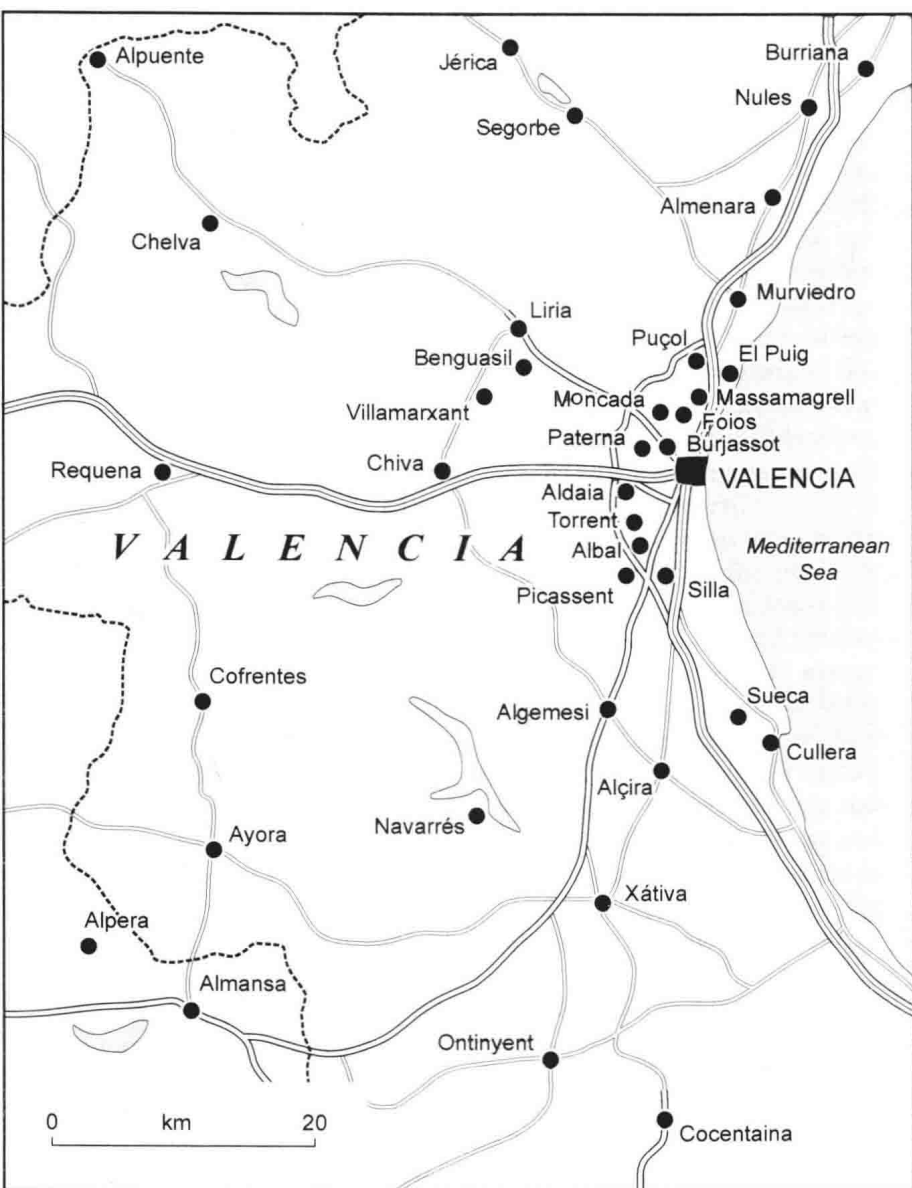 Alpuente
Jérica
Burriana
Nules
Segorbe
Almenara
Chelva
Murviedro
Liria
Puçol
El Puig
Benguasil
Massamagrell
Villamarxant
Moncada
Foios
Paterna
Burjassot
Chiva
Requena
VALENCIA
Aldaia
Torrent
VALENCIA
Albal
Mediterranean
Sea
Picassent
Silla
Cofrentes
Sueca
Algemesi
Cullera
Alçira
Navarrés
Ayora
Xátiva
Alpera
Almansa
Ontinyent
0 km 20
Cocentaina